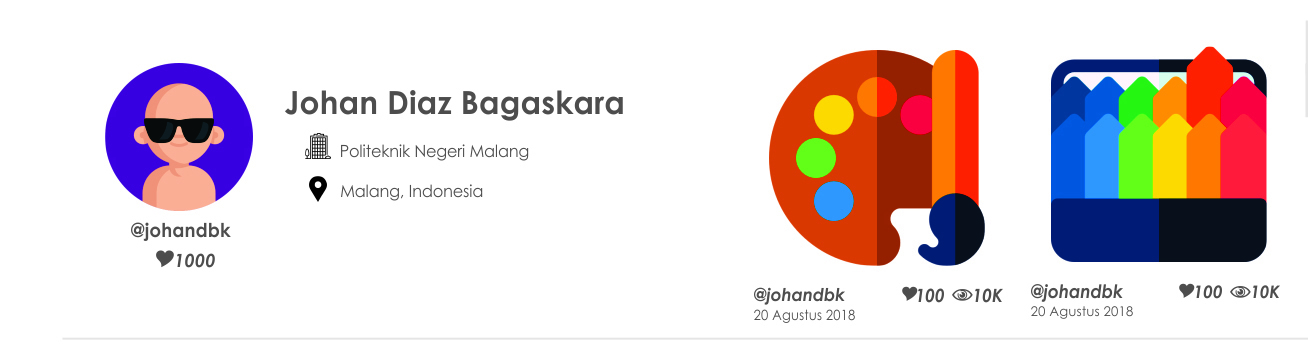 Johan Diaz Bagaskara
Politeknik Negeri Malang
Malang, Indonesia
@johandbk
1000
@johandbk 100 10K
20 Agustus 2018
@johandbk 100 10K
20 Agustus 2018